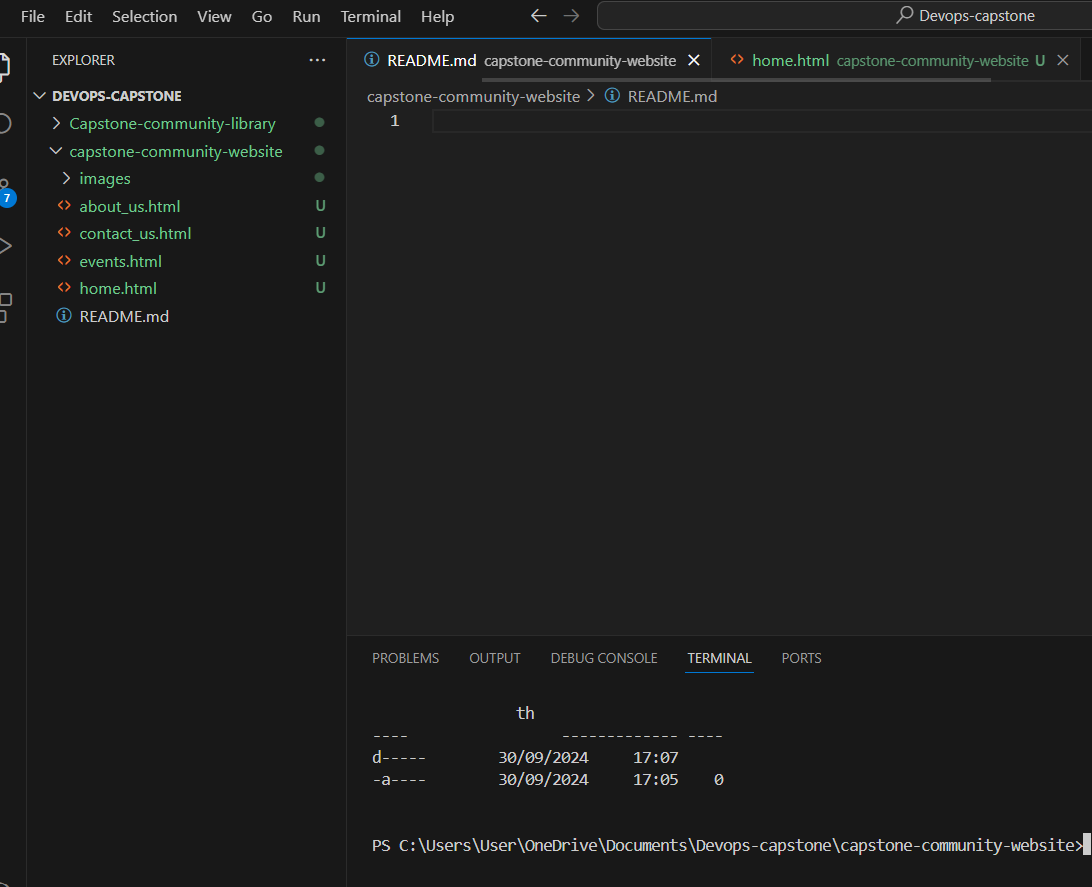 File Edit Selection View Go Run Terminal Help Devops-capstone
EXPLORER ···
README.md capstone-community-website
home.html capstone-community-website U
DEVOPS-CAPSTONE
Capstone-community-library
capstone-community-website
images
about_us.html U
contact_us.html U
events.html U
home.html U
README.md
7
capstone-community-website > README.md
1
PROBLEMS OUTPUT DEBUG CONSOLE TERMINAL PORTS
th
---- ------------- ----
d----- 30/09/2024 17:07
-a---- 30/09/2024 17:05 0
PS C:\Users\User\OneDrive\Documents\Devops-capstone\capstone-community-website>